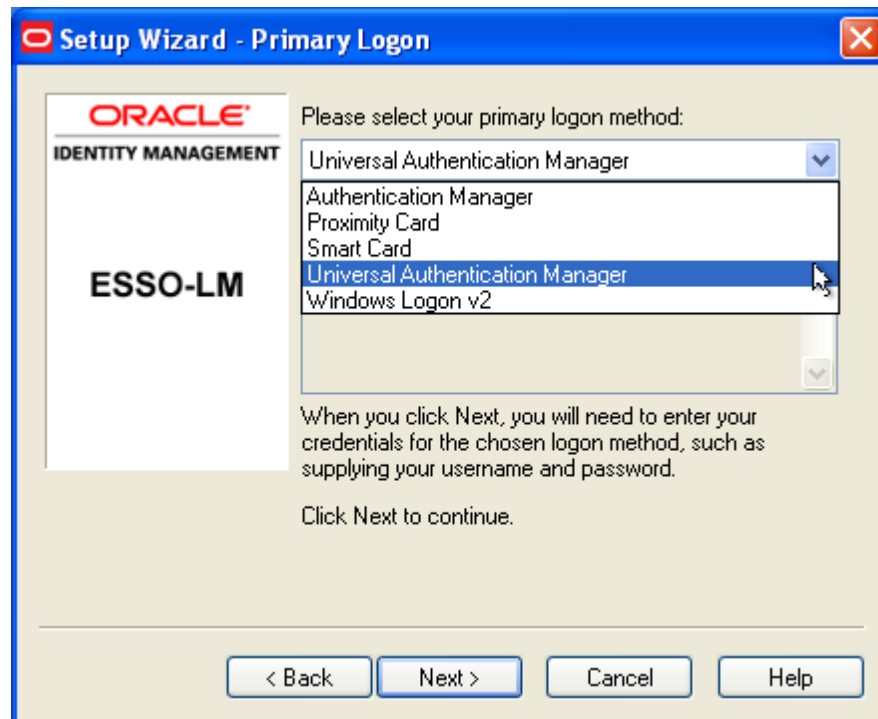 Setup Wizard - Primary Logon
ORACLE
IDENTITY MANAGEMENT
ESSO-LM
Please select your primary logon method:
Universal Authentication Manager
Authentication Manager
Proximity Card
Smart Card
Universal Authentication Manager
Windows Logon v2
When you click Next, you will need to enter your
credentials for the chosen logon method, such as
supplying your username and password.
Click Next to continue.
< Back
Next >
Cancel
Help